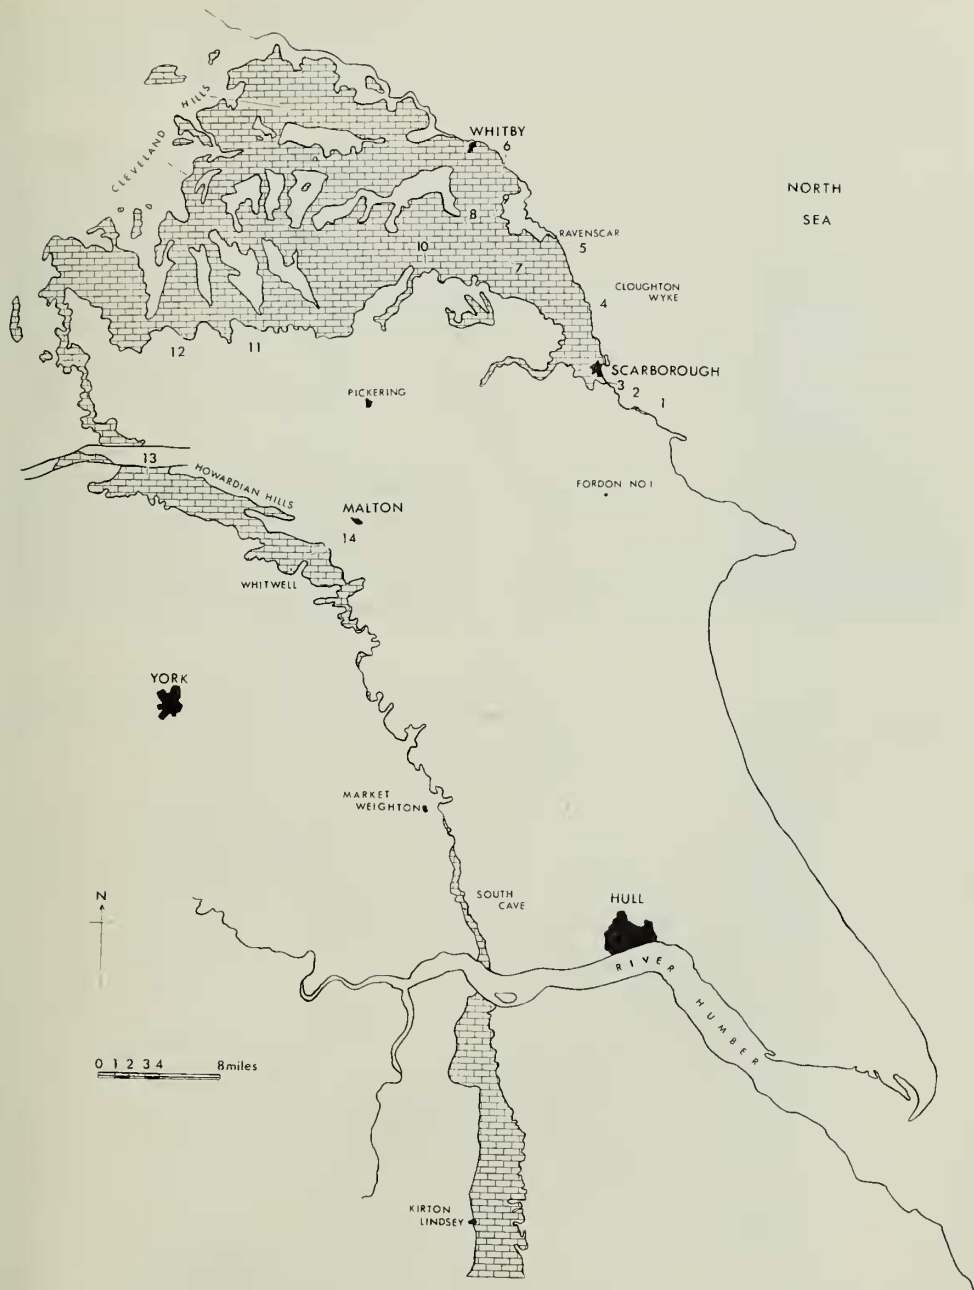 CLEVELAND HILLS
WHITBY
6
NORTH
SEA
8
RAVENSCAR
5
10
7
CLOUGHTON
WYKE
4
12
11
SCARBOROUGH
3
2
1
PICKERING
13
HOWARDIAN HILLS
FORDON NO 1
MALTON
14
WHITWELL
YORK
MARKET
WEIGHTON
SOUTH
CAVE
HULL
N
RIVER HUMBER
0 1 2 3 4 8 miles
KIRTON
LINDSEY